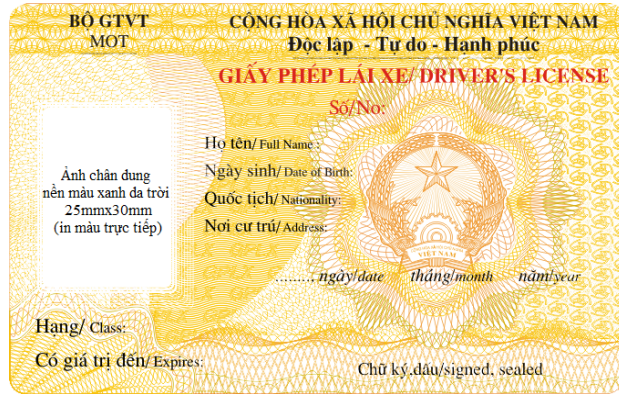 BỘ GTVT
MOT
CỘNG HÒA XÃ HỘI CHỦ NGHĨA VIỆT NAM
Độc lập - Tự do - Hạnh phúc
GIẤY PHÉP LÁI XE/ DRIVER'S LICENSE
Số/No:
Ảnh chân dung
nền màu xanh da trời
25mmx30mm
(in màu trực tiếp)
Họ tên/ Full Name :
Ngày sinh/ Date of Birth:
Quốc tịch/ Nationality:
Nơi cư trú/ Address:
VIỆT NAM
......... ngày/date tháng/month năm/year
Hạng/ Class:
Có giá trị đến/ Expires:
Chữ ký,dấu/signed, sealed